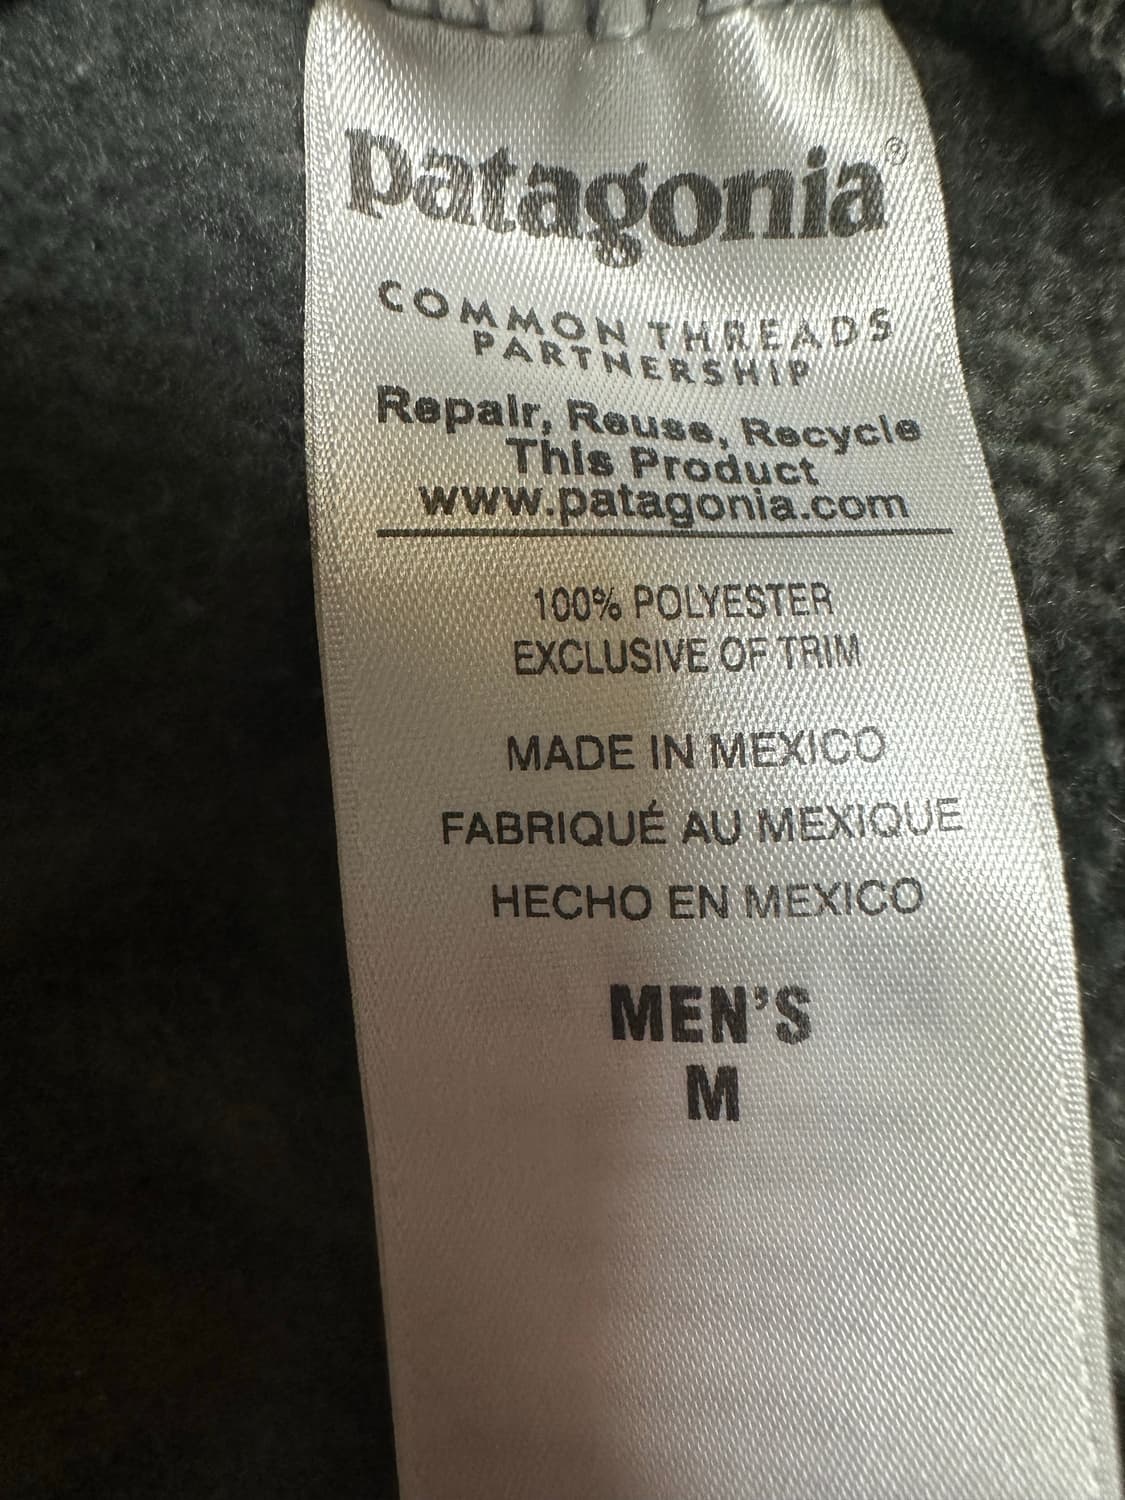 patagonia®
COMMON THREADS
PARTNERSHIP
Repair, Reuse, Recycle
This Product
www.patagonia.com
100% POLYESTER
EXCLUSIVE OF TRIM
MADE IN MEXICO
FABRIQUÉ AU MEXIQUE
HECHO EN MEXICO
MEN'S
M